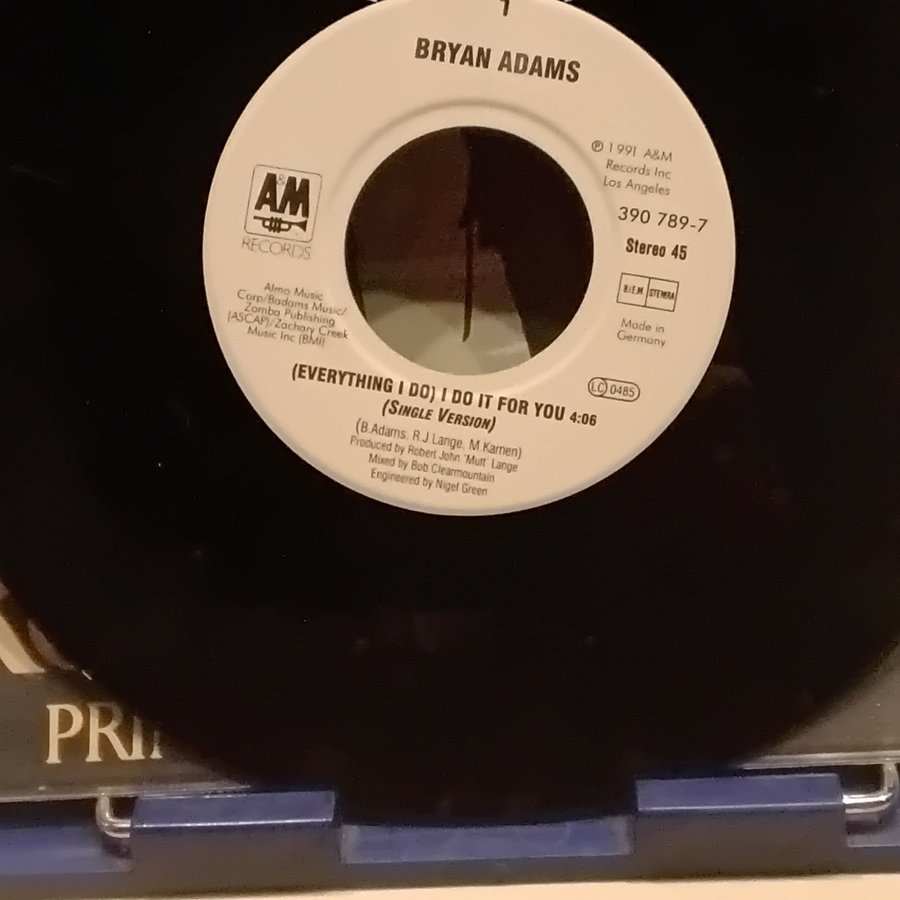 1
BRYAN ADAMS
A&M
RECORDS
℗ 1991 A&M
Records Inc
Los Angeles
390 789-7
Stereo 45
B.I.E.M
STEMRA
Made in
Germany
Almo Music
Corp/Badams Music/
Zomba Publishing
(ASCAP)/Zachary Creek
Music Inc (BMI)
LC 0485
(EVERYTHING I DO) I DO IT FOR YOU 4:06
(SINGLE VERSION)
(B.Adams, R.J.Lange, M.Kamen)
Produced by Robert John 'Mutt' Lange
Mixed by Bob Clearmountain
Engineered by Nigel Green